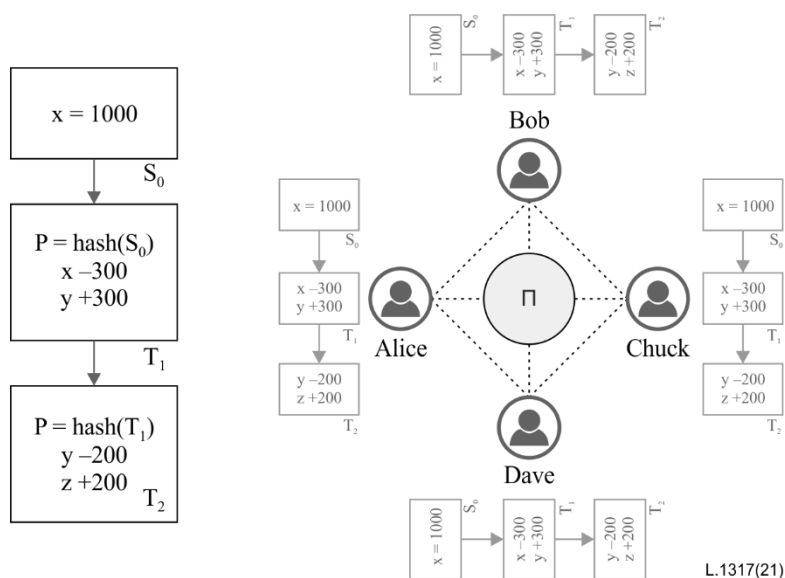 x = 1000
S₀
P = hash(S₀)
x –300
y +300
T₁
P = hash(T₁)
y –200
z +200
T₂
x = 1000
S₀
x –300
y +300
T₁
y –200
z +200
T₂
Bob
x = 1000
S₀
x –300
y +300
T₁
y –200
z +200
T₂
Alice
Π
Chuck
x = 1000
S₀
x –300
y +300
T₁
y –200
z +200
T₂
Dave
x = 1000
S₀
x –300
y +300
T₁
y –200
z +200
T₂
L.1317(21)